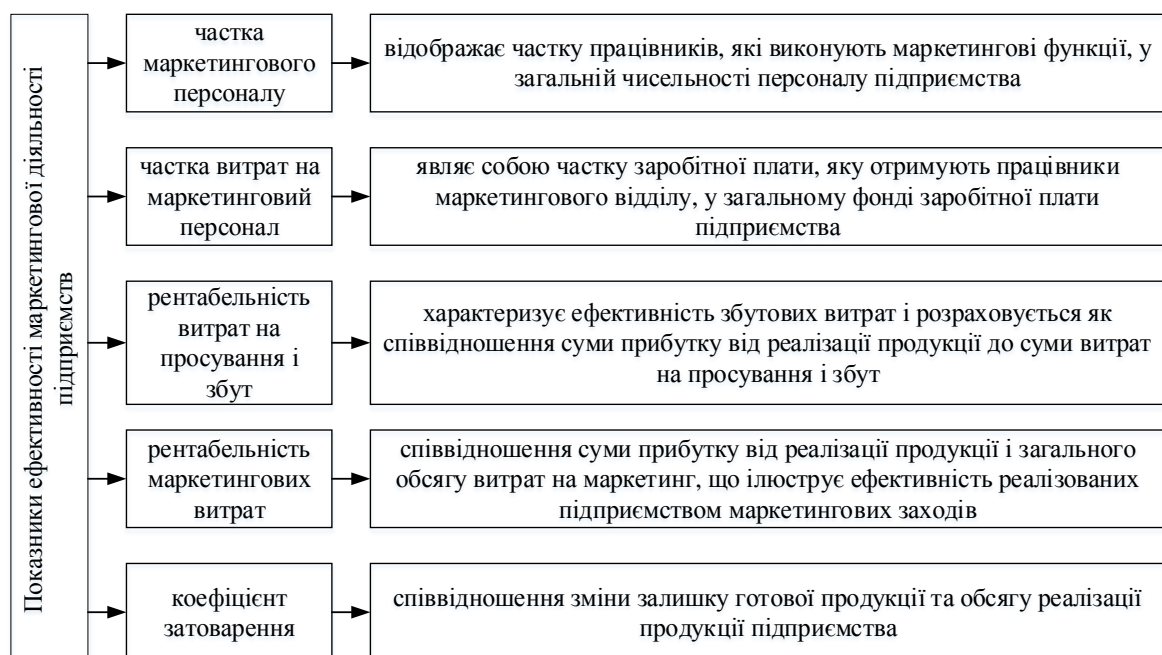 Показники ефективності маркетингової діяльності
підприємств
частка
маркетингового
персоналу
відображає частку працівників, які виконують маркетингові функції, у
загальній чисельності персоналу підприємства
частка витрат на
маркетинговий
персонал
являє собою частку заробітної плати, яку отримують працівники
маркетингового відділу, у загальному фонді заробітної плати
підприємства
рентабельність
витрат на
просування і
збут
характеризує ефективність збутових витрат і розраховується як
співвідношення суми прибутку від реалізації продукції до суми витрат
на просування і збут
рентабельність
маркетингових
витрат
співвідношення суми прибутку від реалізації продукції і загального
обсягу витрат на маркетинг, що ілюструє ефективність реалізованих
підприємством маркетингових заходів
коефіцієнт
затоварення
співвідношення зміни залишку готової продукції та обсягу реалізації
продукції підприємства